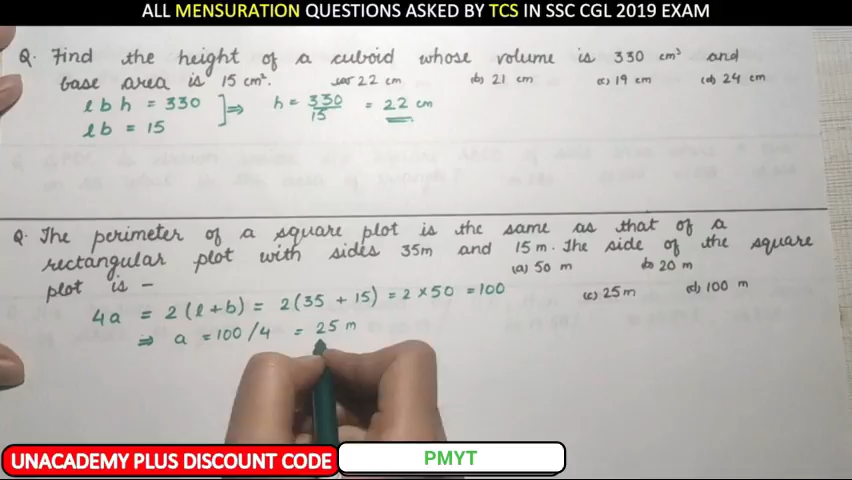 ALL MENSURATION QUESTIONS ASKED BY TCS IN SSC CGL 2019 EXAM
Q. Find the height of a cuboid whose volume is 330 cm³ and
base area is 15 cm². (a) 22 cm (b) 21 cm (c) 19 cm (d) 24 cm
l b h = 330 ⇒ h = 330/15 = 22 cm
l b = 15
Q. The perimeter of a square plot is the same as that of a
rectangular plot with sides 35m and 15 m. The side of the square
plot is – (a) 50 m (b) 20 m
4a = 2(l+b) = 2(35 + 15) = 2×50 = 100 (c) 25m (d) 100 m
⇒ a = 100/4 = 25 m
UNACADEMY PLUS DISCOUNT CODE PMYT